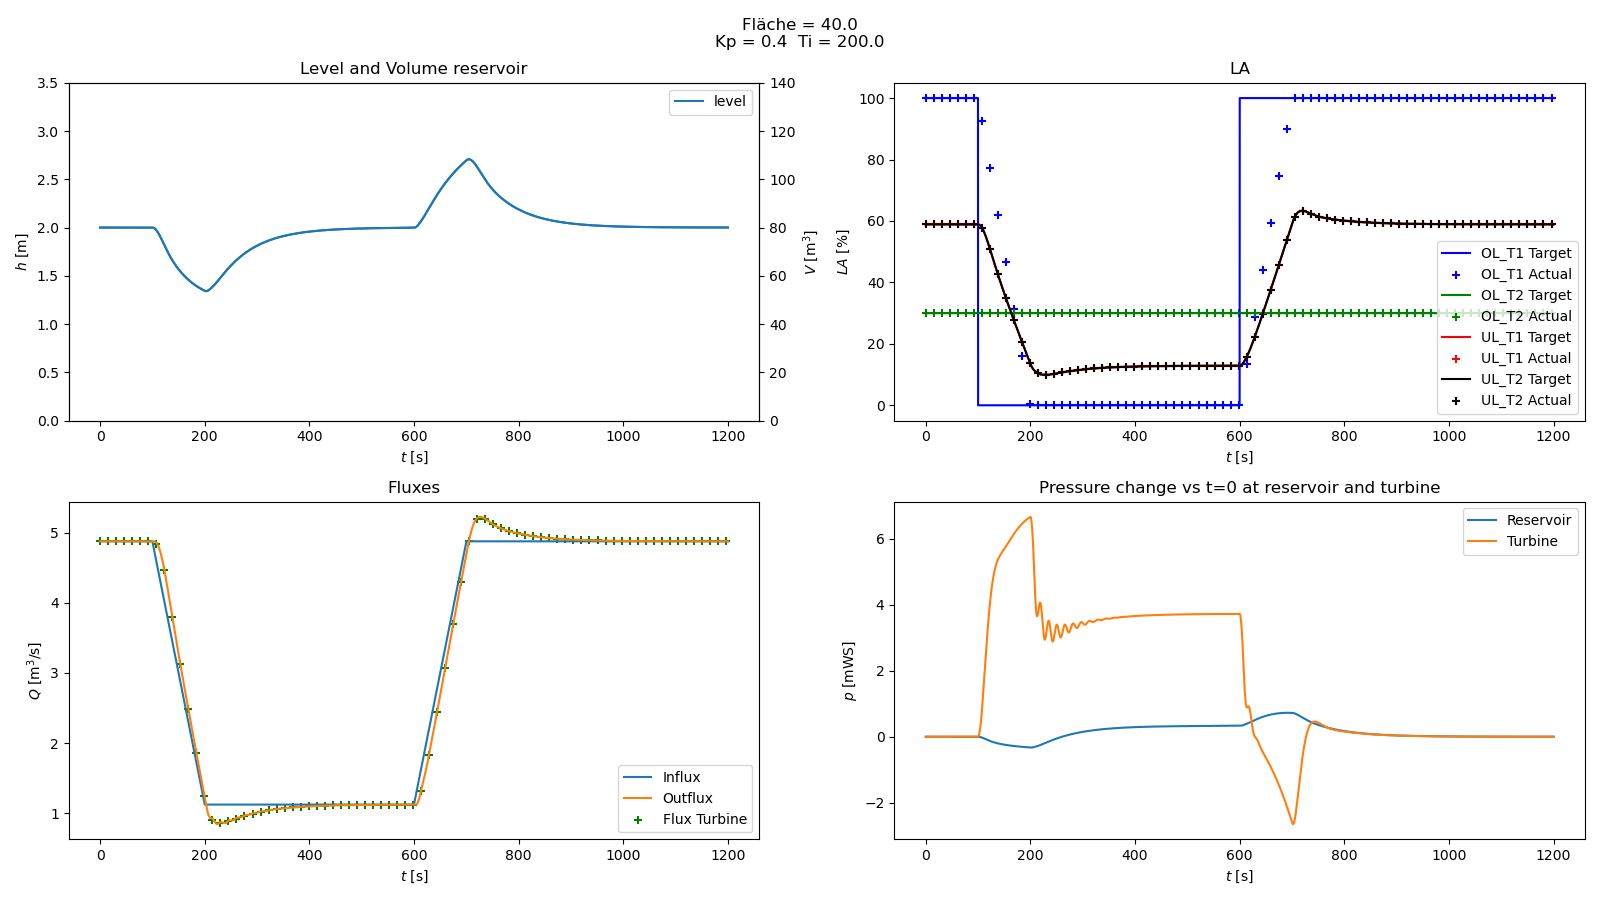 Fläche = 40.0
Kp = 0.4  Ti = 200.0
Level and Volume reservoir
3.5
3.0
2.5
2.0
1.5
1.0
0.5
0.0
h [m]
140
120
100
80
60
40
20
0
V [m³]
level
0 200 400 600 800 1000 1200
t [s]
LA
100
80
60
40
20
0
LA [%]
OL_T1 Target
OL_T1 Actual
OL_T2 Target
OL_T2 Actual
UL_T1 Target
UL_T1 Actual
UL_T2 Target
UL_T2 Actual
0 200 400 600 800 1000 1200
t [s]
Fluxes
5
4
3
2
1
Q [m³/s]
Influx
Outflux
Flux Turbine
0 200 400 600 800 1000 1200
t [s]
Pressure change vs t=0 at reservoir and turbine
6
4
2
0
−2
p [mWS]
Reservoir
Turbine
0 200 400 600 800 1000 1200
t [s]